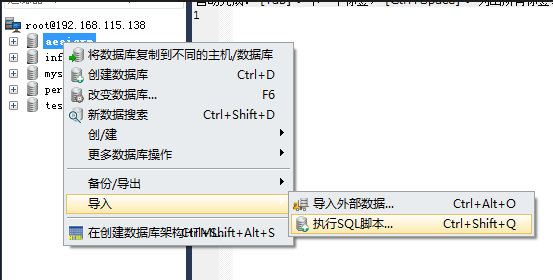 1
root@192.168.115.138
inf
mys
per
tes
将数据库复制到不同的主机/数据库
创建数据库 Ctrl+D
改变数据库... F6
新数据搜索 Ctrl+Shift+D
创/建
更多数据库操作
备份/导出
导入
导入外部数据... Ctrl+Alt+O
执行SQL脚本... Ctrl+Shift+Q
在创建数据库架构HTML... Ctrl+Shift+Alt+S